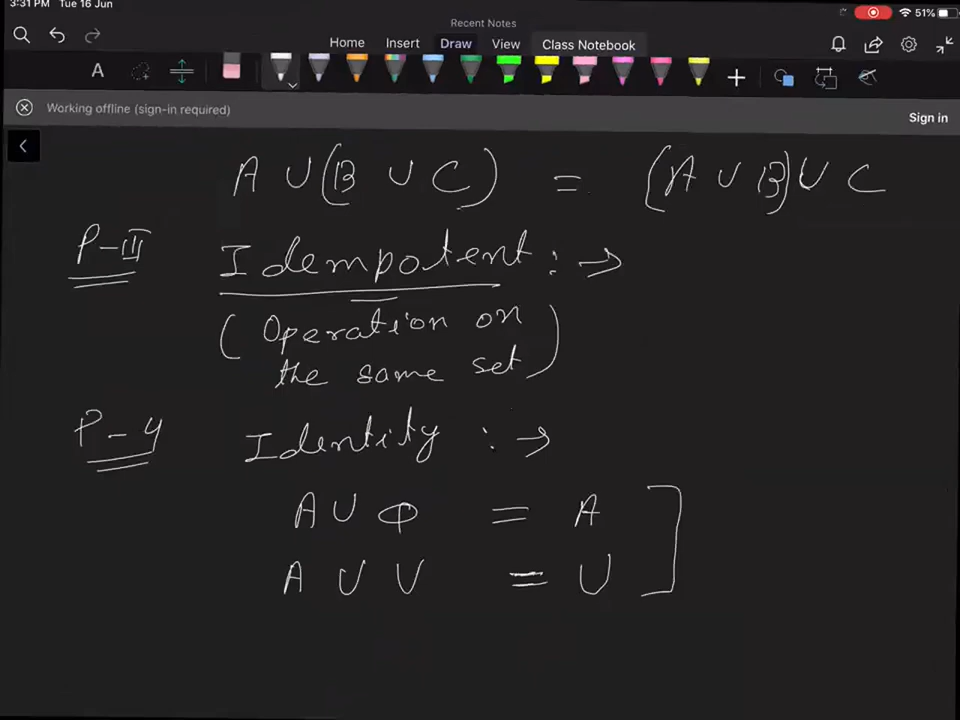 3:31 PM Tue 16 Jun
51%
Recent Notes
Home Insert Draw View Class Notebook
A
Working offline (sign-in required)
Sign in
A ∪ (B ∪ C) = (A ∪ B) ∪ C
P-III Idempotent :→
(Operation on
the same set)
P-4 Identity :→
A ∪ Φ = A
A ∪ U = U